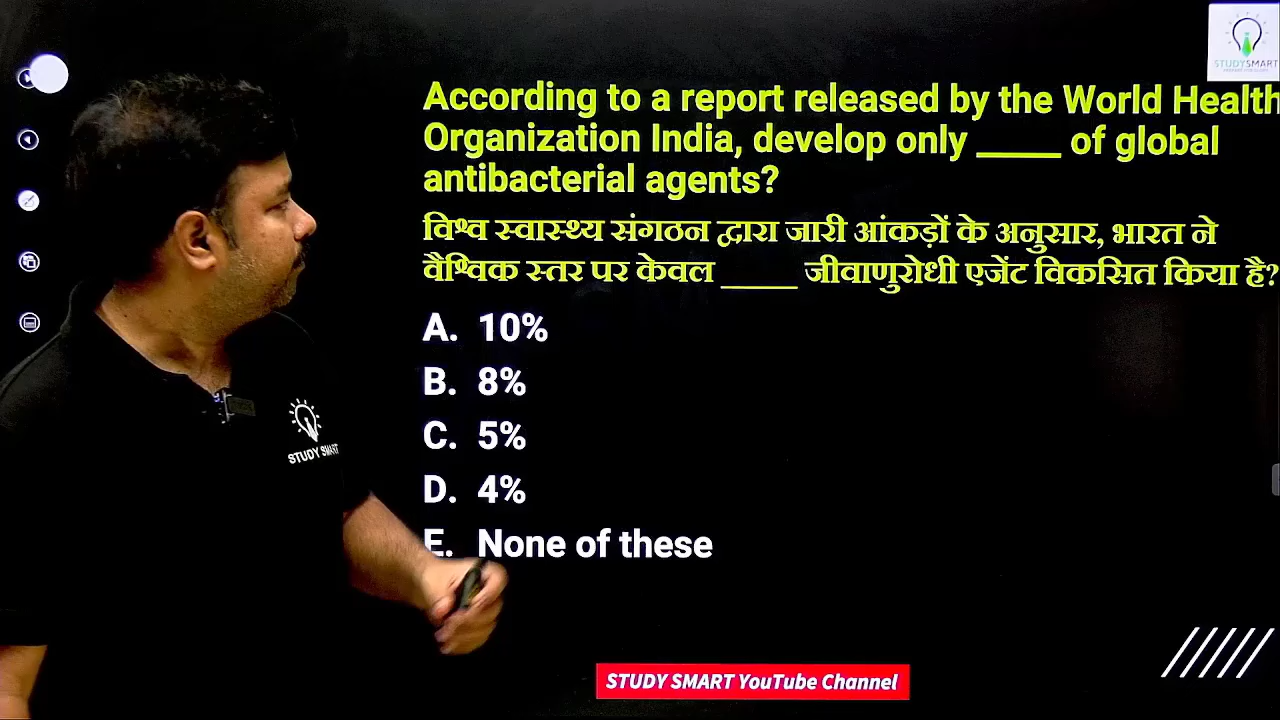 STUDYSMART
According to a report released by the World Health
Organization India, develop only _____ of global
antibacterial agents?
विश्व स्वास्थ्य संगठन द्वारा जारी आंकड़ों के अनुसार, भारत ने
वैश्विक स्तर पर केवल _____ जीवाणुरोधी एजेंट विकसित किया है?
A. 10%
B. 8%
C. 5%
STUDY SMART
D. 4%
E. None of these
STUDY SMART YouTube Channel